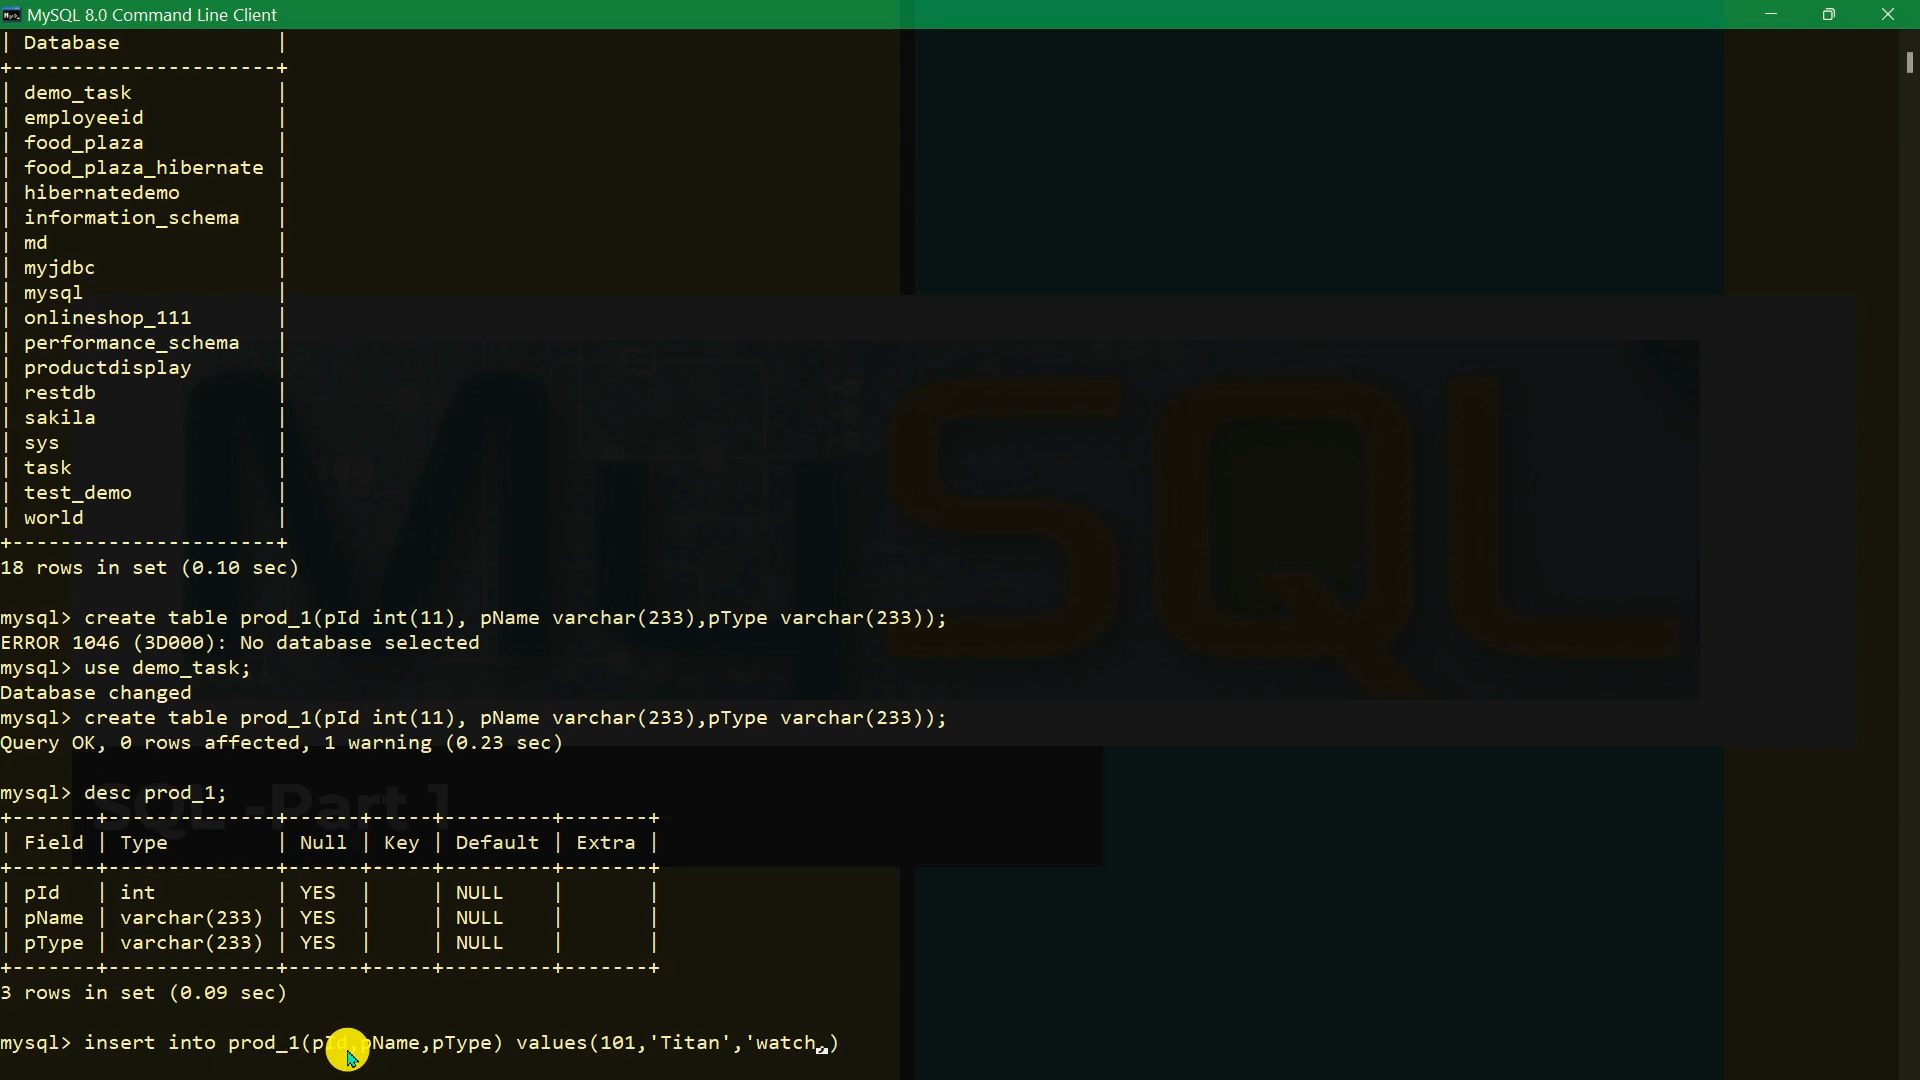 MySQL 8.0 Command Line Client
| Database             |
+----------------------+
| demo_task            |
| employeeid           |
| food_plaza           |
| food_plaza_hibernate |
| hibernatedemo        |
| information_schema   |
| md                   |
| myjdbc               |
| mysql                |
| onlineshop_111       |
| performance_schema   |
| productdisplay       |
| restdb               |
| sakila               |
| sys                  |
| task                 |
| test_demo            |
| world                |
+----------------------+
18 rows in set (0.10 sec)
mysql> create table prod_1(pId int(11), pName varchar(233),pType varchar(233));
ERROR 1046 (3D000): No database selected
mysql> use demo_task;
Database changed
mysql> create table prod_1(pId int(11), pName varchar(233),pType varchar(233));
Query OK, 0 rows affected, 1 warning (0.23 sec)
mysql> desc prod_1;
+-------+--------------+------+-----+---------+-------+
| Field | Type         | Null | Key | Default | Extra |
+-------+--------------+------+-----+---------+-------+
| pId   | int          | YES  |     | NULL    |       |
| pName | varchar(233) | YES  |     | NULL    |       |
| pType | varchar(233) | YES  |     | NULL    |       |
+-------+--------------+------+-----+---------+-------+
3 rows in set (0.09 sec)
mysql> insert into prod_1(pId,pName,pType) values(101,'Titan','watch )
MySQL
SQL -Part 1